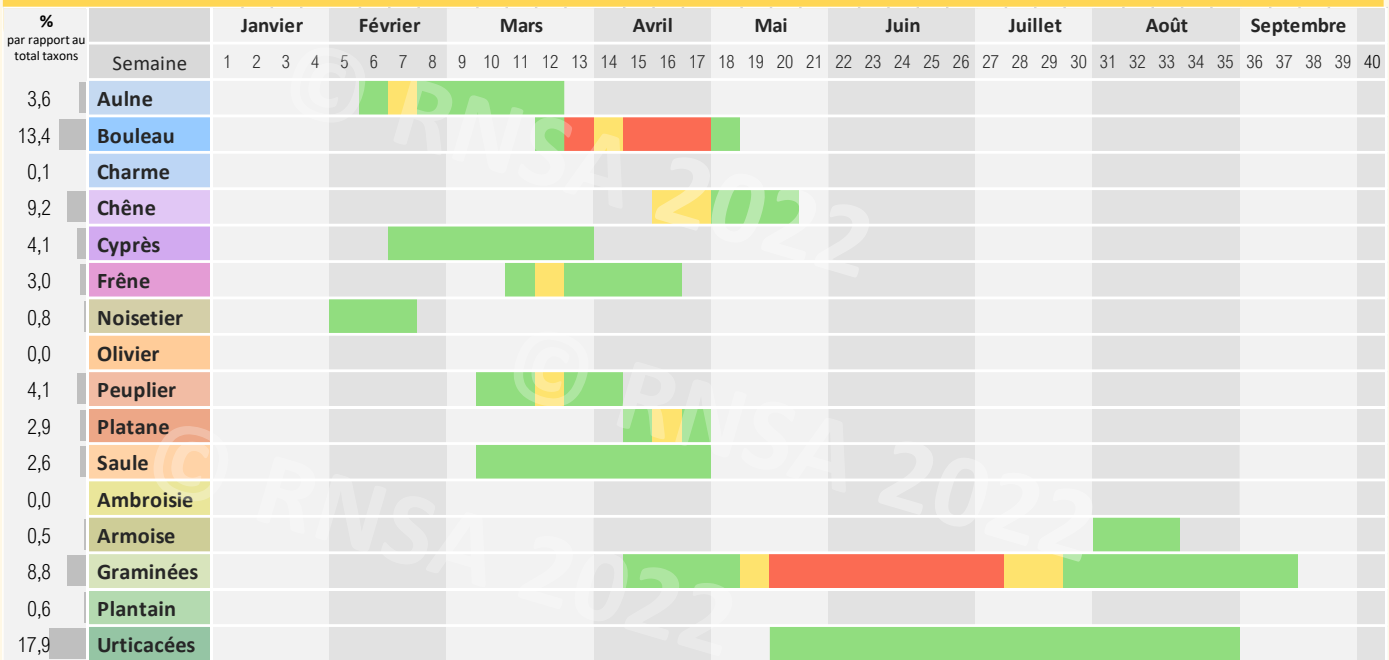 %
par rapport au
total taxons
Janvier Février Mars Avril Mai Juin Juillet Août Septembre
Semaine 1 2 3 4 5 6 7 8 9 10 11 12 13 14 15 16 17 18 19 20 21 22 23 24 25 26 27 28 29 30 31 32 33 34 35 36 37 38 39 40
3,6 Aulne
13,4 Bouleau
0,1 Charme
9,2 Chêne
4,1 Cyprès
3,0 Frêne
0,8 Noisetier
0,0 Olivier
4,1 Peuplier
2,9 Platane
2,6 Saule
0,0 Ambroisie
0,5 Armoise
8,8 Graminées
0,6 Plantain
17,9 Urticacées
© RNSA 2022
© RNSA 2022
© RNSA 2022